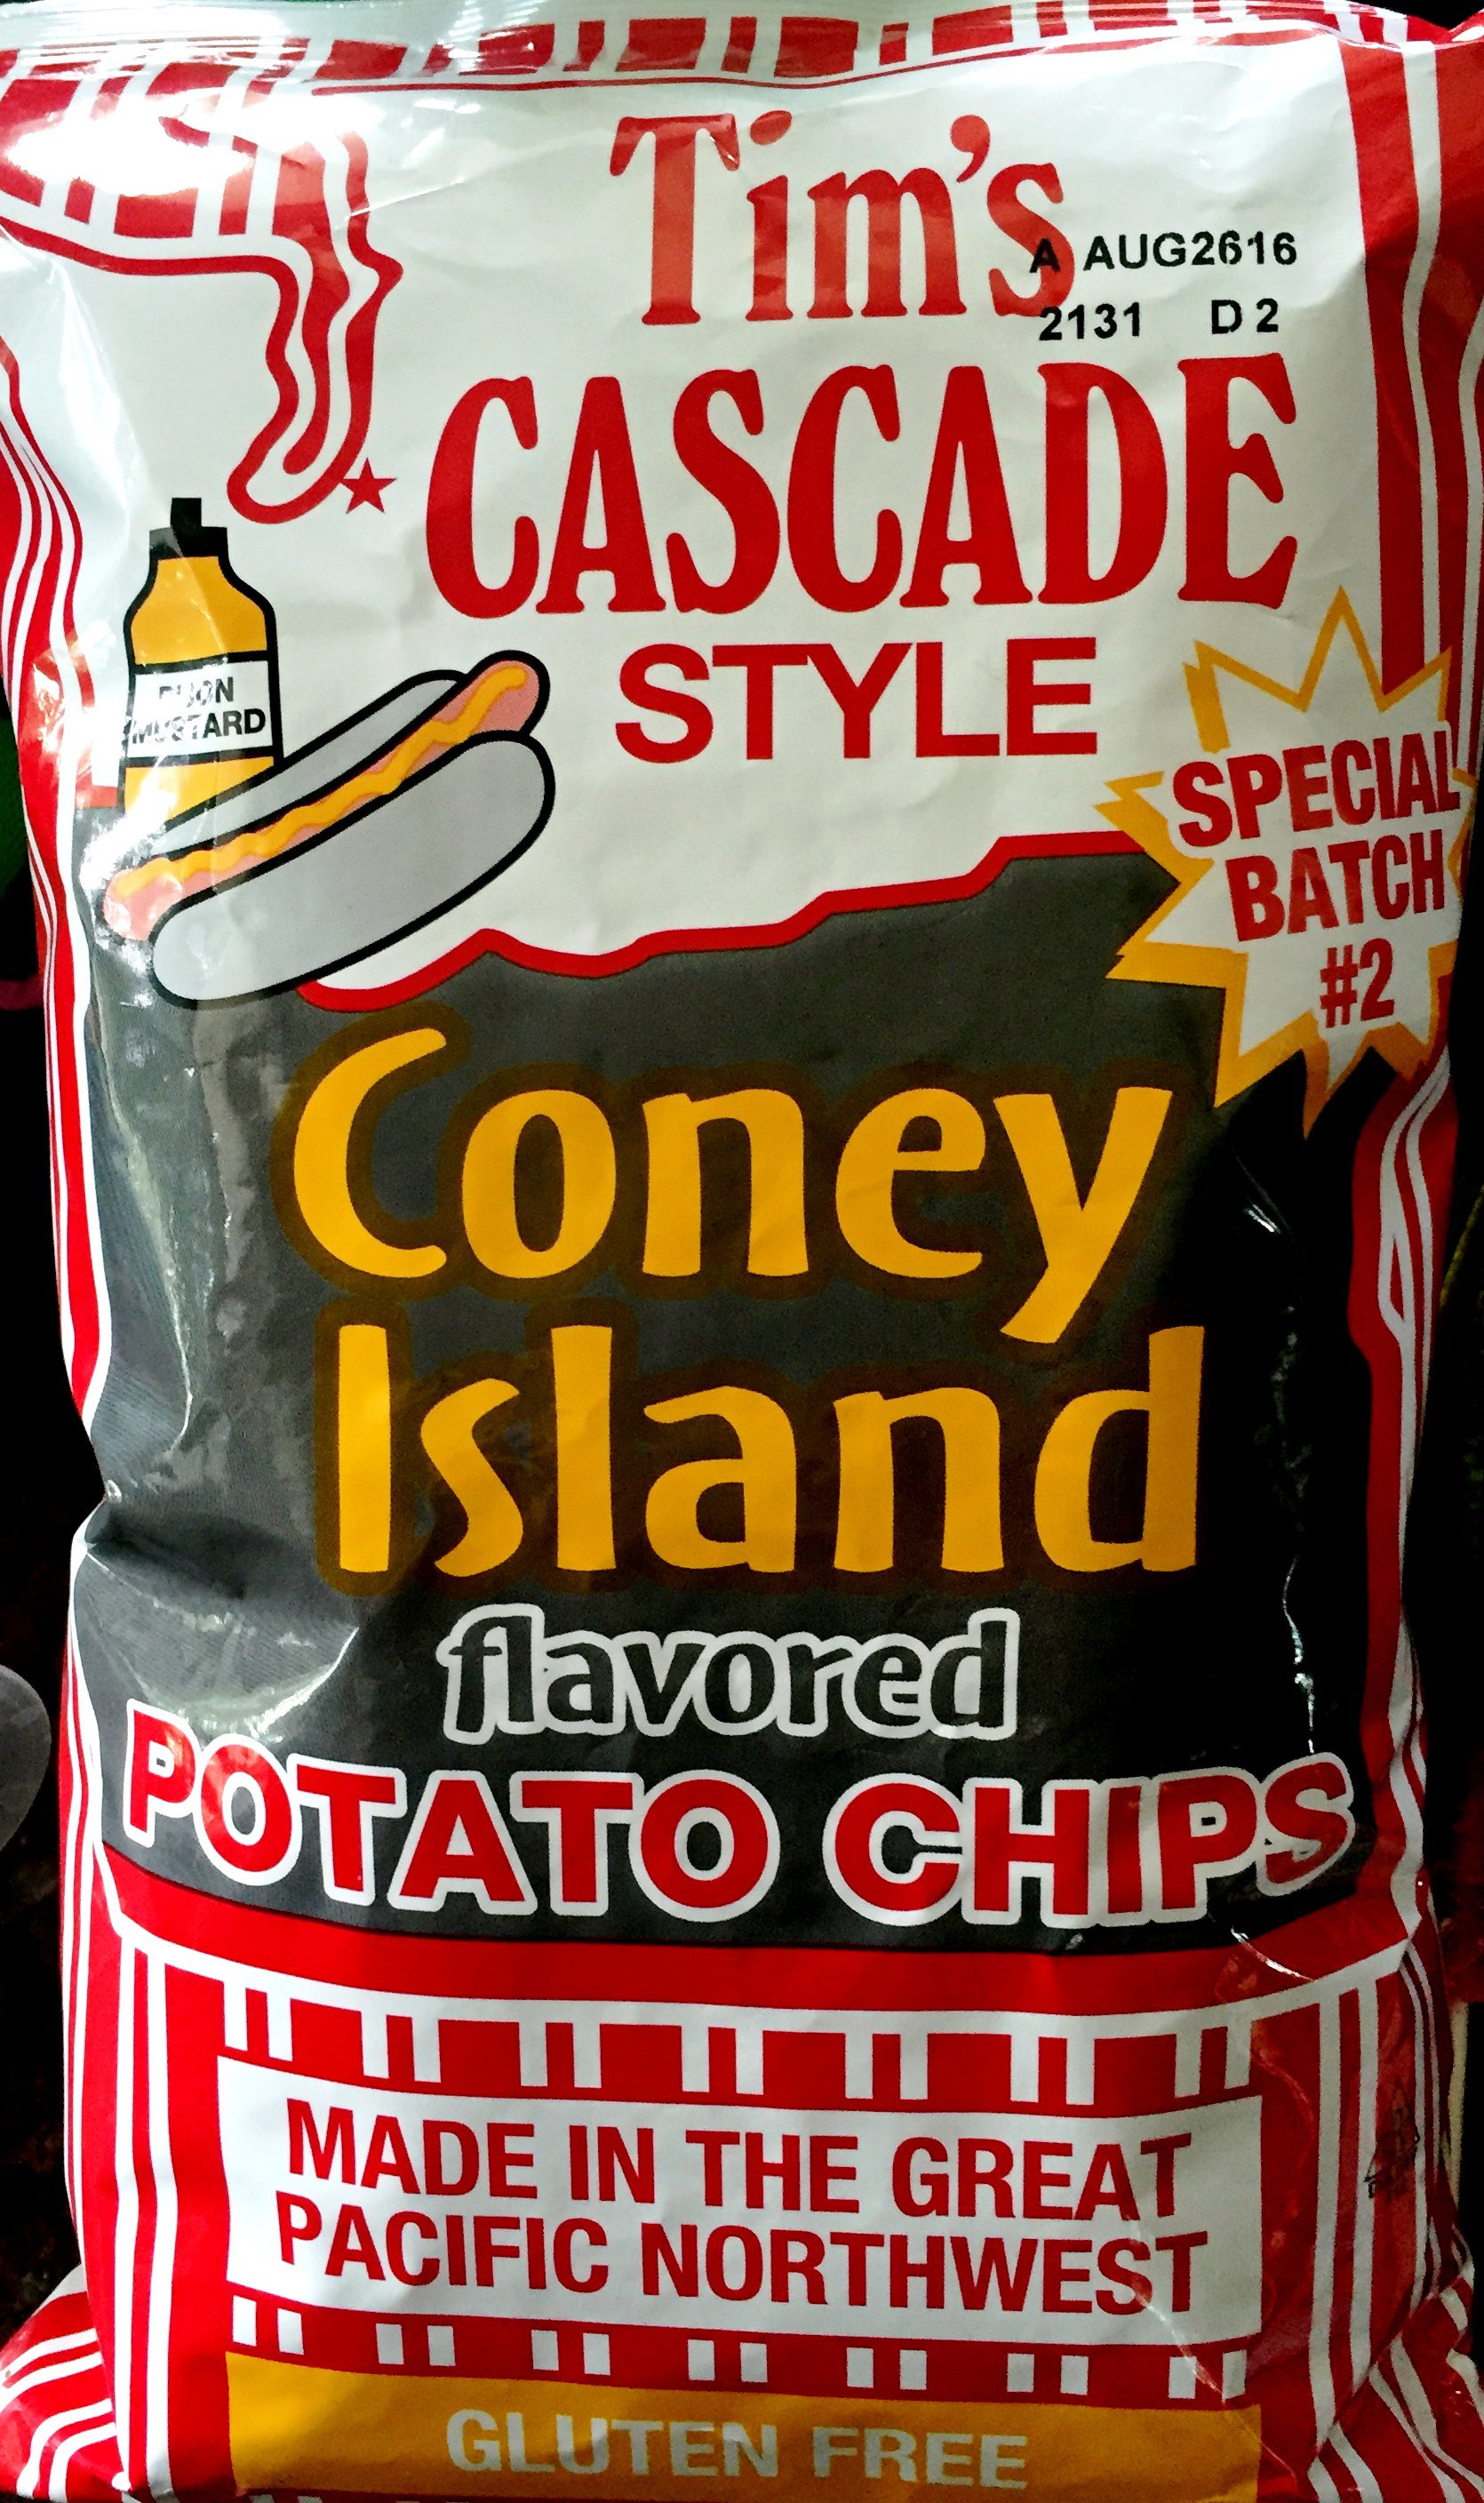 Tim's
A AUG2616
2131 D2
CASCADE
STYLE
DIJON
MUSTARD
SPECIAL
BATCH
#2
Coney
Island
flavored
POTATO CHIPS
MADE IN THE GREAT
PACIFIC NORTHWEST
GLUTEN FREE